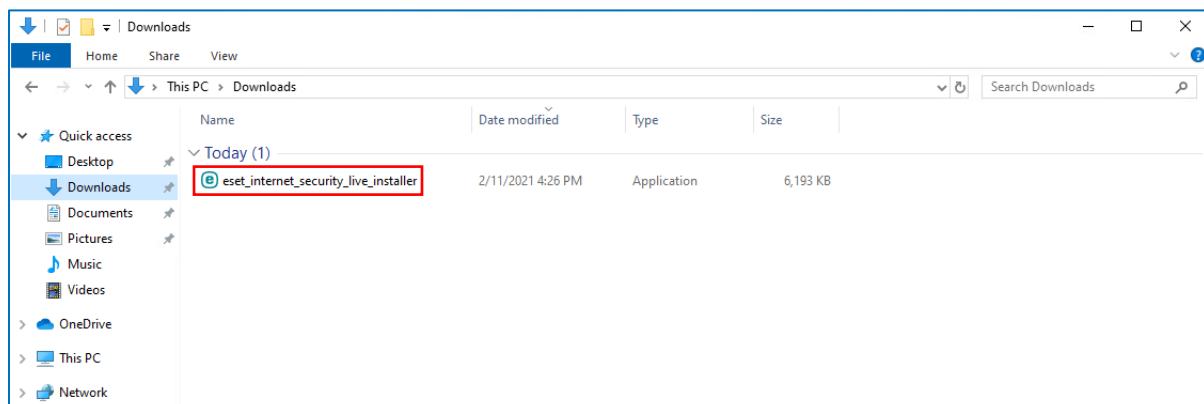 Downloads
File Home Share View
This PC > Downloads
Search Downloads
Name Date modified Type Size
Quick access
Today (1)
Desktop
eset_internet_security_live_installer 2/11/2021 4:26 PM Application 6,193 KB
Downloads
Documents
Pictures
Music
Videos
OneDrive
This PC
Network